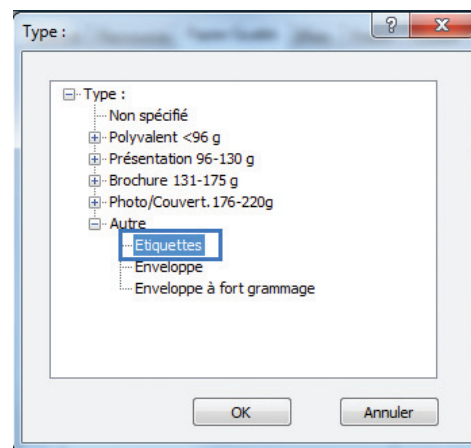 Type :
Type :
Non spécifié
Polyvalent <96 g
Présentation 96-130 g
Brochure 131-175 g
Photo/Couvert.176-220g
Autre
Etiquettes
Enveloppe
Enveloppe à fort grammage
OK
Annuler